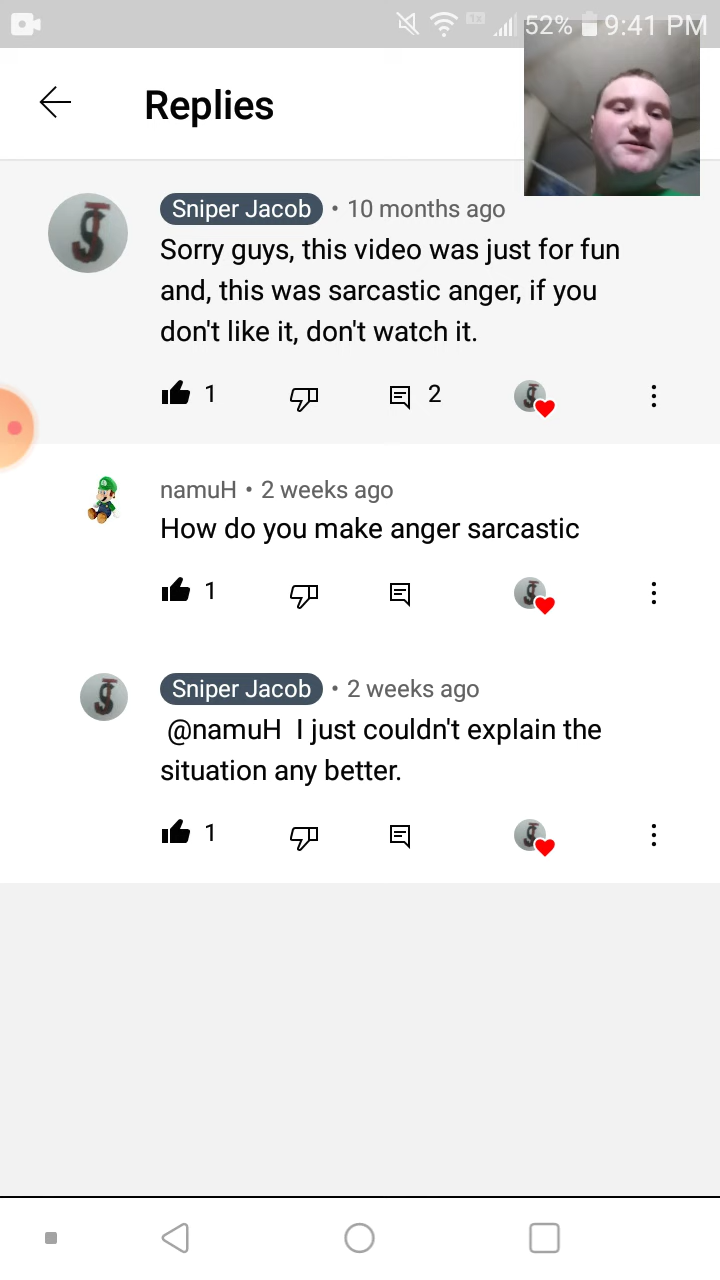 1X 52% 9:41 PM
Replies
Sniper Jacob • 10 months ago
Sorry guys, this video was just for fun
and, this was sarcastic anger, if you
don't like it, don't watch it.
1 2
namuH • 2 weeks ago
How do you make anger sarcastic
1
Sniper Jacob • 2 weeks ago
@namuH I just couldn't explain the
situation any better.
1